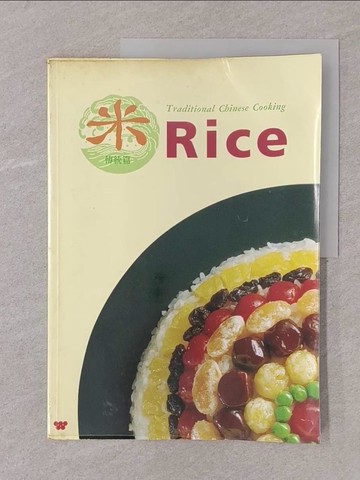 Traditional Chinese Cooking
米
Rice
傳統篇